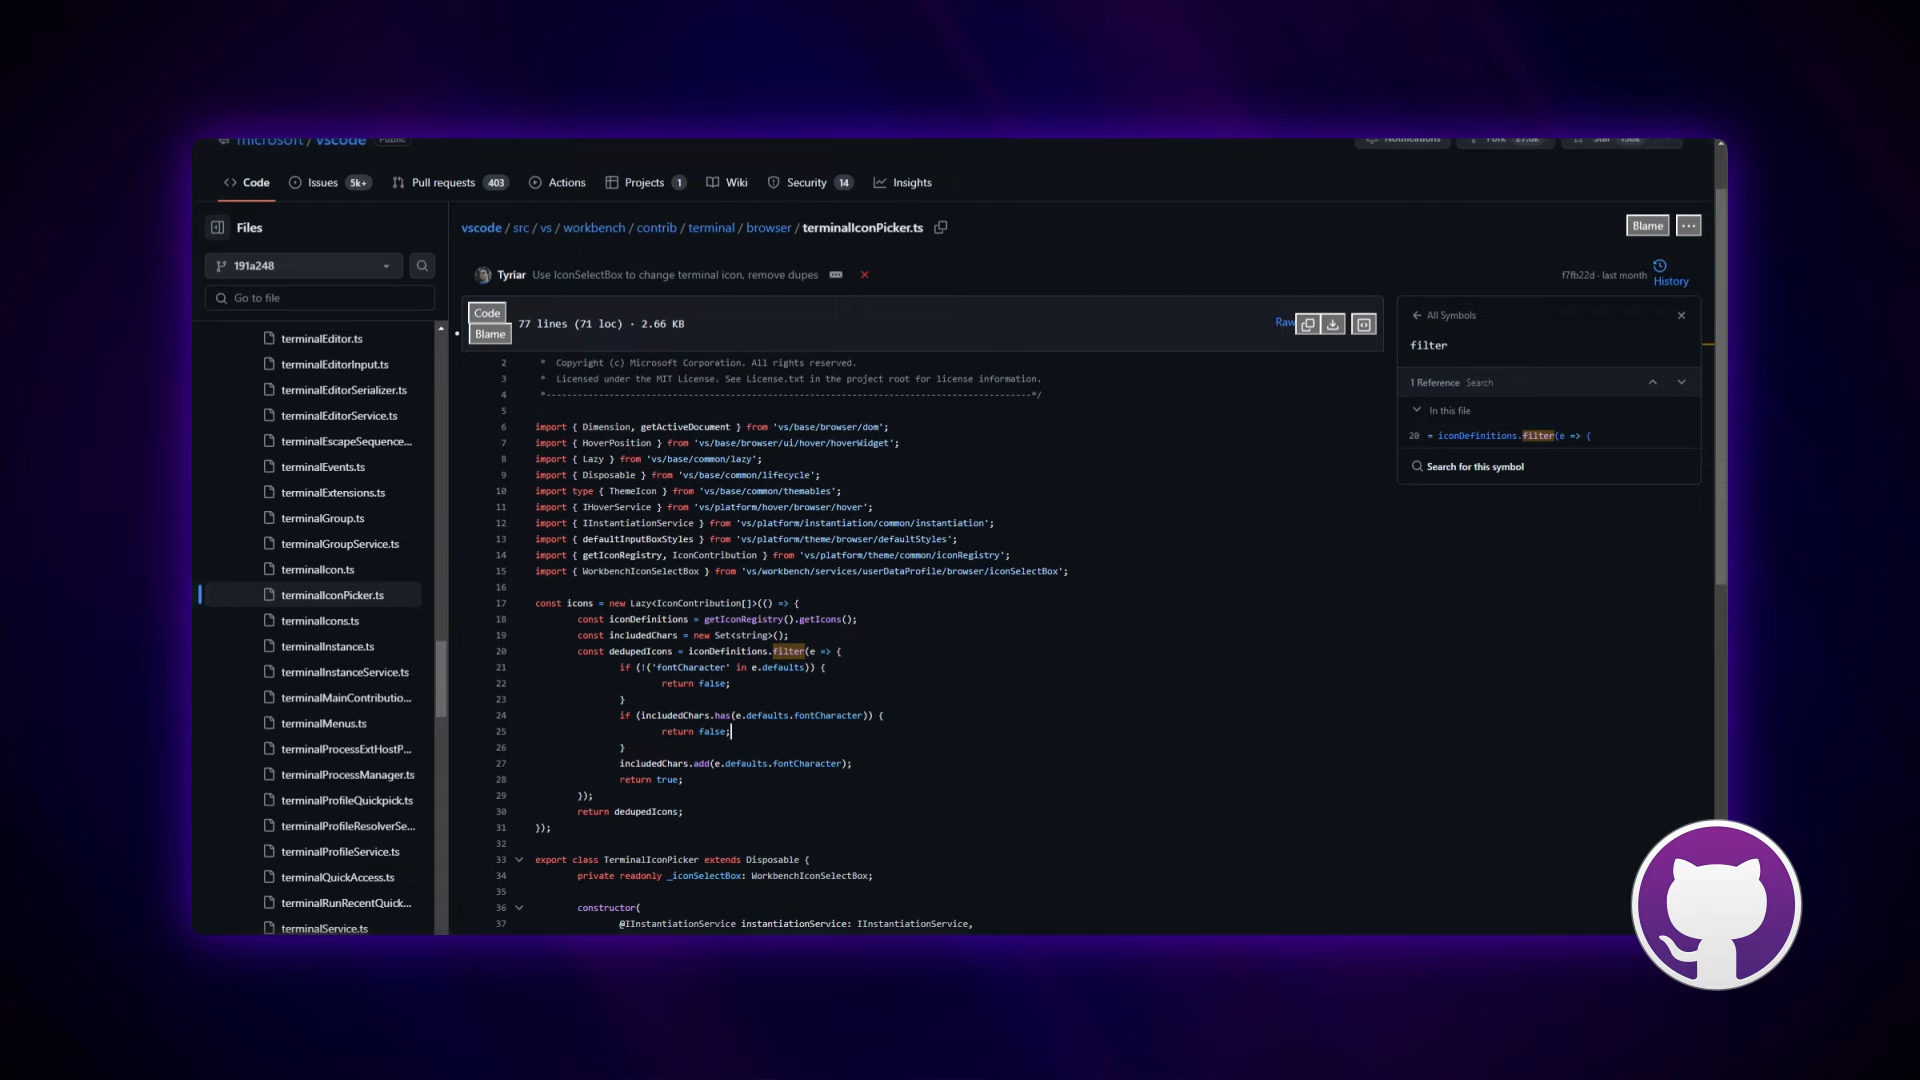 microsoft / vscode Public
Notifications Fork 27.6k Star 156k
Code Issues 5k+ Pull requests 403 Actions Projects 1 Wiki Security 14 Insights
Files
191a248
Go to file
terminalEditor.ts
terminalEditorInput.ts
terminalEditorSerializer.ts
terminalEditorService.ts
terminalEscapeSequence...
terminalEvents.ts
terminalExtensions.ts
terminalGroup.ts
terminalGroupService.ts
terminalIcon.ts
terminalIconPicker.ts
terminalIcons.ts
terminalInstance.ts
terminalInstanceService.ts
terminalMainContributio...
terminalMenus.ts
terminalProcessExtHostP...
terminalProcessManager.ts
terminalProfileQuickpick.ts
terminalProfileResolverSe...
terminalProfileService.ts
terminalQuickAccess.ts
terminalRunRecentQuick...
terminalService.ts
vscode / src / vs / workbench / contrib / terminal / browser / terminalIconPicker.ts
Blame ...
Tyriar Use IconSelectBox to change terminal icon, remove dupes
f7fb22d · last month
History
Code
Blame
77 lines (71 loc) · 2.66 KB
Raw
2 * Copyright (c) Microsoft Corporation. All rights reserved.
3 * Licensed under the MIT License. See License.txt in the project root for license information.
4 *--------------------------------------------------------------------------------------------*/
5
6 import { Dimension, getActiveDocument } from 'vs/base/browser/dom';
7 import { HoverPosition } from 'vs/base/browser/ui/hover/hoverWidget';
8 import { Lazy } from 'vs/base/common/lazy';
9 import { Disposable } from 'vs/base/common/lifecycle';
10 import type { ThemeIcon } from 'vs/base/common/themables';
11 import { IHoverService } from 'vs/platform/hover/browser/hover';
12 import { IInstantiationService } from 'vs/platform/instantiation/common/instantiation';
13 import { defaultInputBoxStyles } from 'vs/platform/theme/browser/defaultStyles';
14 import { getIconRegistry, IconContribution } from 'vs/platform/theme/common/iconRegistry';
15 import { WorkbenchIconSelectBox } from 'vs/workbench/services/userDataProfile/browser/iconSelectBox';
16
17 const icons = new Lazy<IconContribution[]>(() => {
18 const iconDefinitions = getIconRegistry().getIcons();
19 const includedChars = new Set<string>();
20 const dedupedIcons = iconDefinitions.filter(e => {
21 if (!('fontCharacter' in e.defaults)) {
22 return false;
23 }
24 if (includedChars.has(e.defaults.fontCharacter)) {
25 return false;
26 }
27 includedChars.add(e.defaults.fontCharacter);
28 return true;
29 });
30 return dedupedIcons;
31 });
32
33 export class TerminalIconPicker extends Disposable {
34 private readonly _iconSelectBox: WorkbenchIconSelectBox;
35
36 constructor(
37 @IInstantiationService instantiationService: IInstantiationService,
All Symbols
filter
1 Reference Search
In this file
20 = iconDefinitions.filter(e => {
Search for this symbol